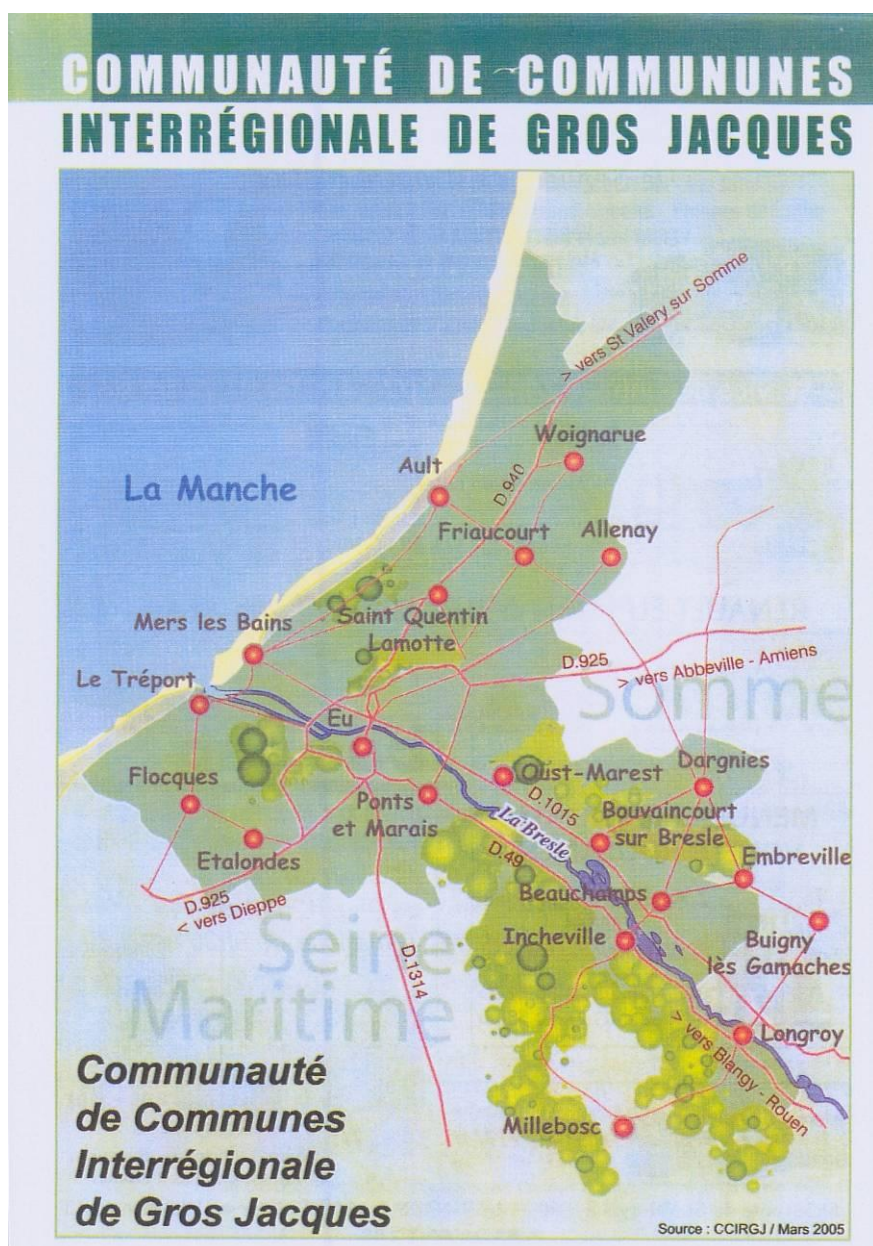 COMMUNAUTÉ DE COMMUNUNES
INTERRÉGIONALE DE GROS JACQUES
> vers St Valery sur Somme
Woignarue
Ault
La Manche
D.940
Friaucourt
Allenay
Mers les Bains
Saint Quentin
Lamotte
D.925
> vers Abbeville - Amiens
Le Tréport
Somme
Eu
Flocques
Oust-Marest
Dargnies
Ponts
et Marais
D.1015
Bouvaincourt
sur Bresle
La Bresle
Etalondes
D.49
Embreville
D.925
< vers Dieppe
Beauchamps
Seine
Maritime
Incheville
Buigny
lès Gamaches
D.1314
Longroy
> vers Blangy - Rouen
Millebosc
Communauté
de Communes
Interrégionale
de Gros Jacques
Source : CCIRGJ / Mars 2005